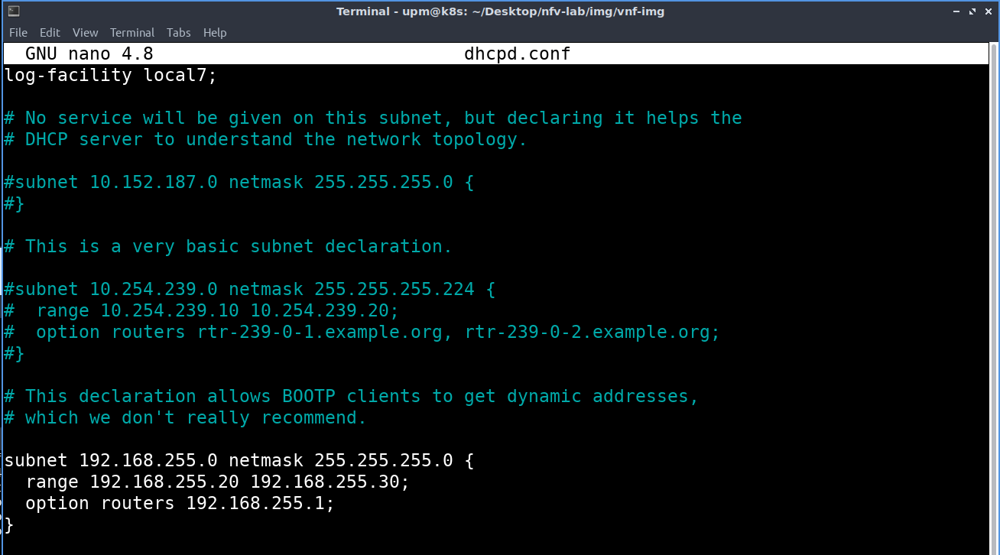 Terminal - upm@k8s: ~/Desktop/nfv-lab/img/vnf-img
File Edit View Terminal Tabs Help
GNU nano 4.8 dhcpd.conf
log-facility local7;
# No service will be given on this subnet, but declaring it helps the
# DHCP server to understand the network topology.
#subnet 10.152.187.0 netmask 255.255.255.0 {
#}
# This is a very basic subnet declaration.
#subnet 10.254.239.0 netmask 255.255.255.224 {
#  range 10.254.239.10 10.254.239.20;
#  option routers rtr-239-0-1.example.org, rtr-239-0-2.example.org;
#}
# This declaration allows BOOTP clients to get dynamic addresses,
# which we don't really recommend.
subnet 192.168.255.0 netmask 255.255.255.0 {
  range 192.168.255.20 192.168.255.30;
  option routers 192.168.255.1;
}